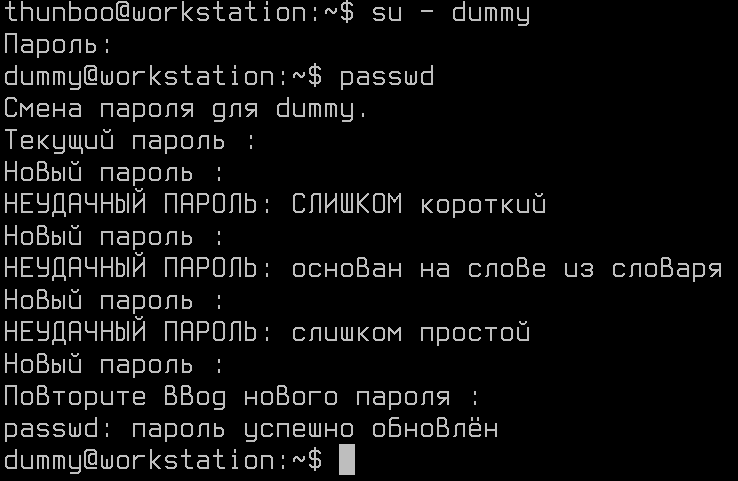 thunboo@workstation:~$ su - dummy
Пароль:
dummy@workstation:~$ passwd
Смена пароля для dummy.
Текущий пароль :
Новый пароль :
НЕУДАЧНЫЙ ПАРОЛЬ: СЛИШКОМ короткий
Новый пароль :
НЕУДАЧНЫЙ ПАРОЛЬ: основан на слове из словаря
Новый пароль :
НЕУДАЧНЫЙ ПАРОЛЬ: слишком простой
Новый пароль :
Повторите ввод нового пароля :
passwd: пароль успешно обновлён
dummy@workstation:~$